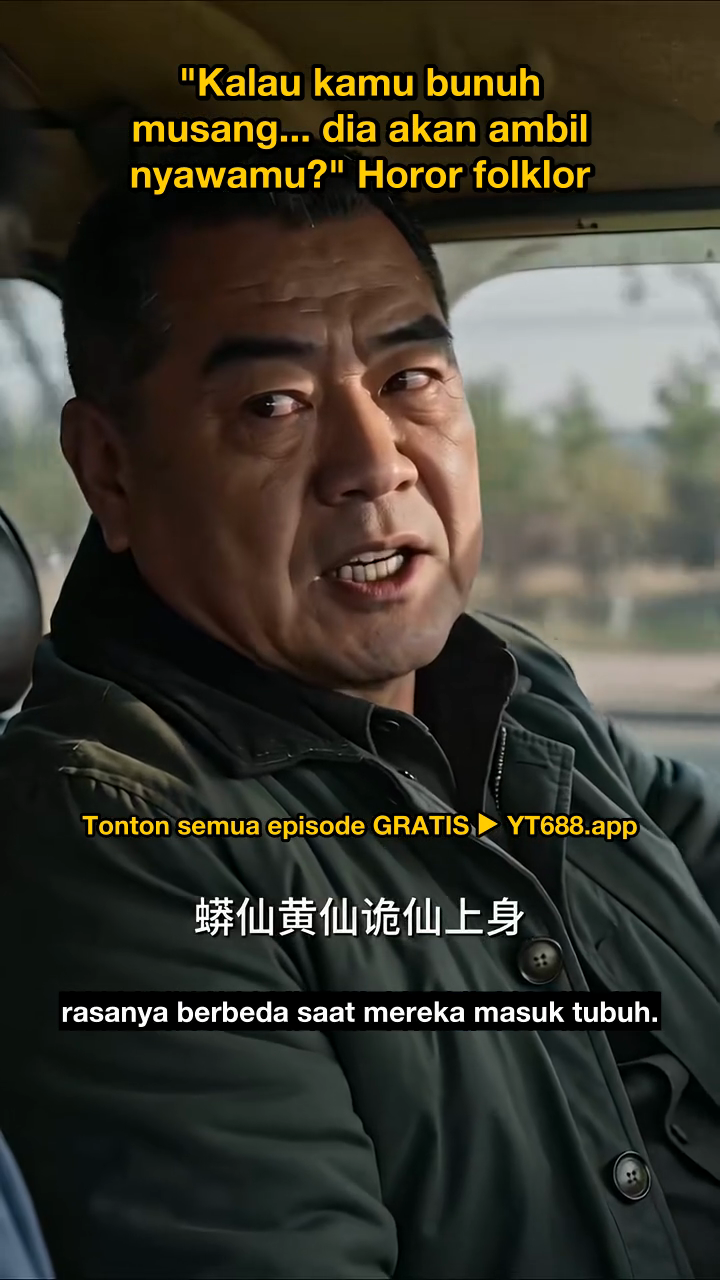 "Kalau kamu bunuh
musang... dia akan ambil
nyawamu?" Horor folklor
Tonton semua episode GRATIS ▶ YT688.app
蟒仙黄仙诡仙上身
rasanya berbeda saat mereka masuk tubuh.